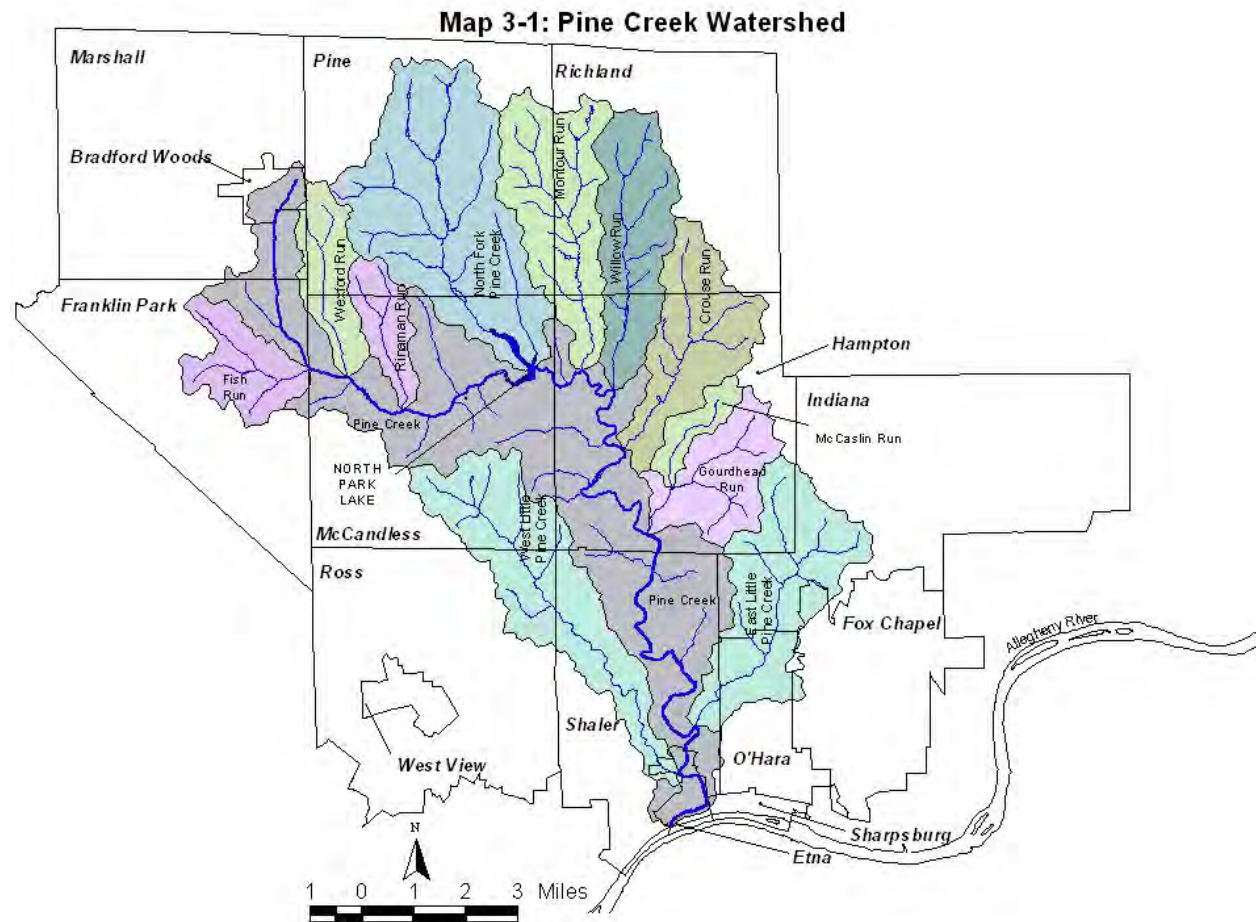 Map 3-1: Pine Creek Watershed
Marshall
Pine
Richland
Bradford Woods
Montour Run
Willow Run
North Fork
Pine Creek
Wexford Run
Crouse Run
Franklin Park
Rinaman Run
Hampton
Fish
Run
Indiana
Pine Creek
McCaslin Run
NORTH
PARK
LAKE
Gourdhead
Run
West Little
Pine Creek
McCandless
Ross
Pine Creek
East Little
Pine Creek
Fox Chapel
Allegheny River
Shaler
O'Hara
West View
Sharpsburg
Etna
N
1 0 1 2 3 Miles